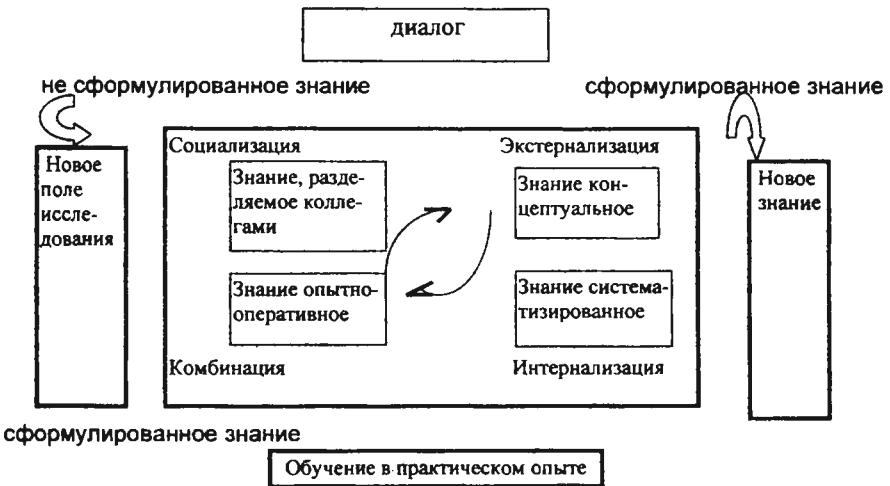 диалог
не сформулированное знание
сформулированное знание
Социализация
Экстернализация
Новое
поле
иссле-
дования
Знание, разде-
ляемое колле-
гами
Знание кон-
цептуальное
Новое
знание
Знание опытно-
оперативное
Знание система-
тизированное
Комбинация
Интернализация
сформулированное знание
Обучение в практическом опыте